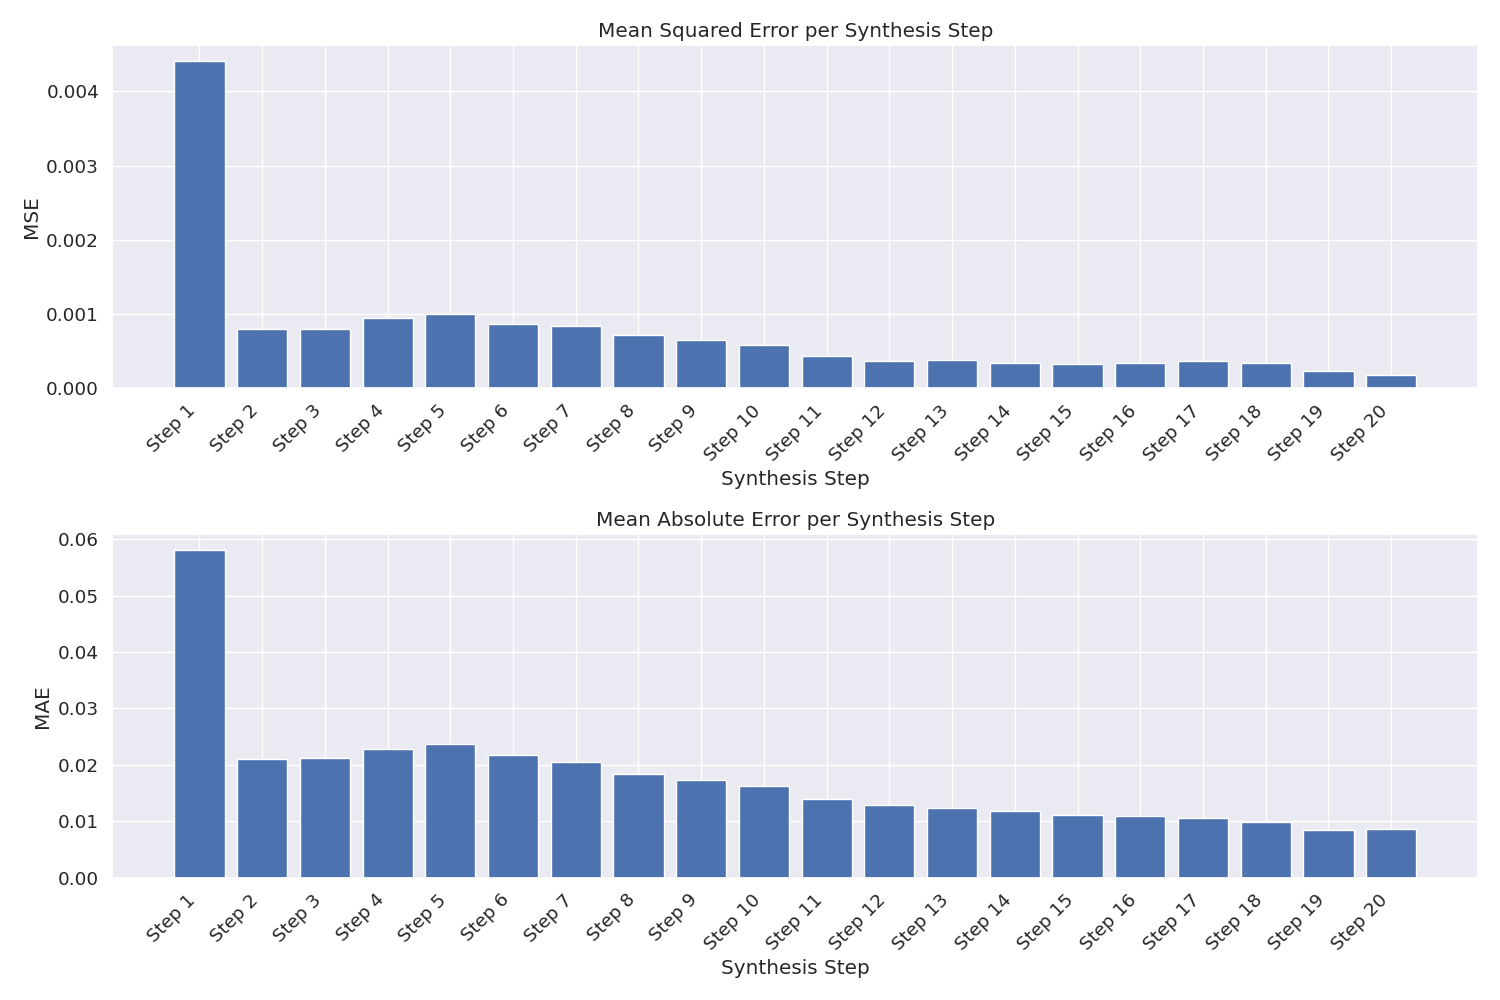 Mean Squared Error per Synthesis Step
MSE
0.004
0.003
0.002
0.001
0.000
Step 1
Step 2
Step 3
Step 4
Step 5
Step 6
Step 7
Step 8
Step 9
Step 10
Step 11
Step 12
Step 13
Step 14
Step 15
Step 16
Step 17
Step 18
Step 19
Step 20
Synthesis Step
Mean Absolute Error per Synthesis Step
MAE
0.06
0.05
0.04
0.03
0.02
0.01
0.00
Step 1
Step 2
Step 3
Step 4
Step 5
Step 6
Step 7
Step 8
Step 9
Step 10
Step 11
Step 12
Step 13
Step 14
Step 15
Step 16
Step 17
Step 18
Step 19
Step 20
Synthesis Step